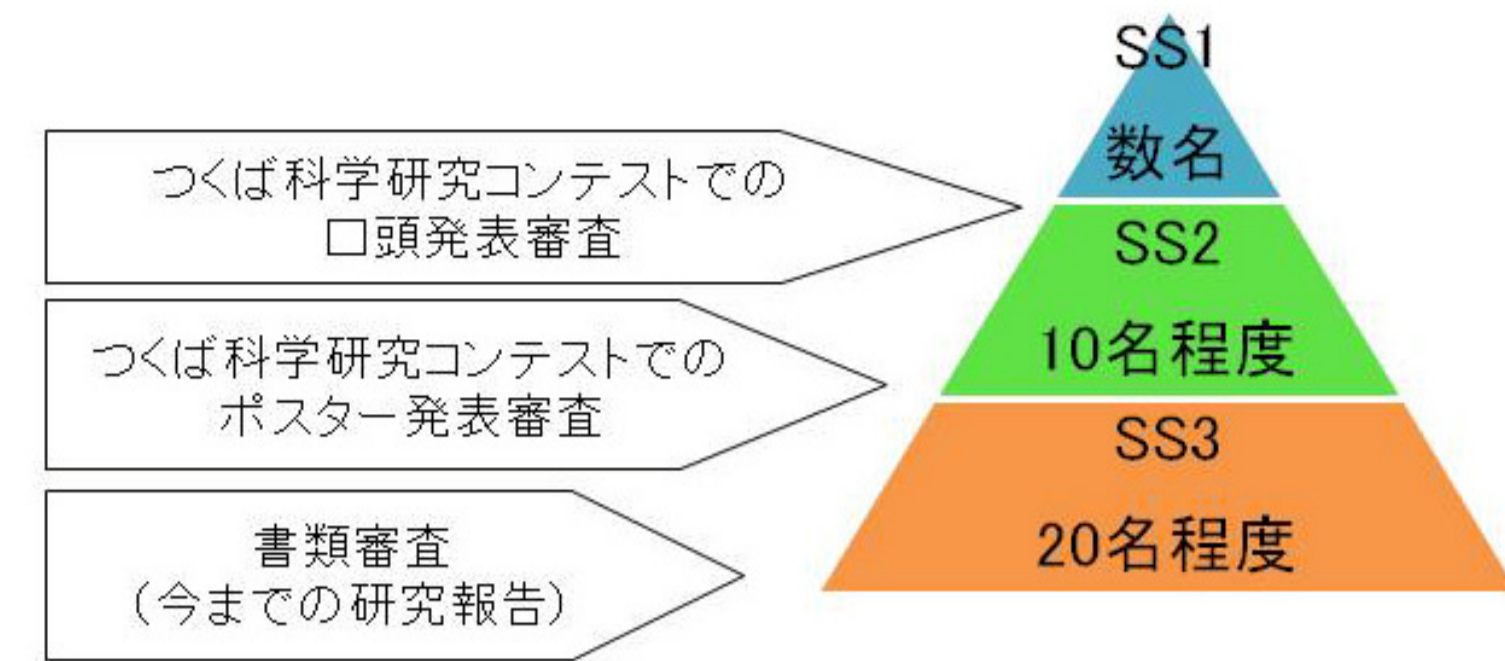 つくば科学研究コンテストでの
口頭発表審査
つくば科学研究コンテストでの
ポスター発表審査
書類審査
（今までの研究報告）
SS1
数名
SS2
10名程度
SS3
20名程度